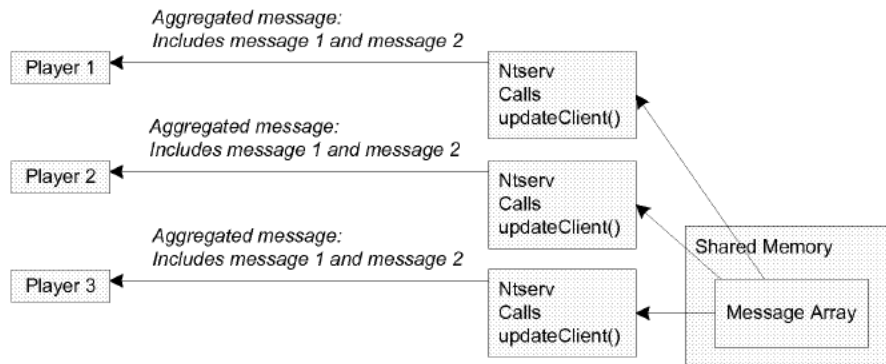 Aggregated message:
Includes message 1 and message 2
Player 1
Ntserv
Calls
updateClient()
Aggregated message:
Includes message 1 and message 2
Player 2
Ntserv
Calls
updateClient()
Aggregated message:
Includes message 1 and message 2
Player 3
Ntserv
Calls
updateClient()
Shared Memory
Message Array